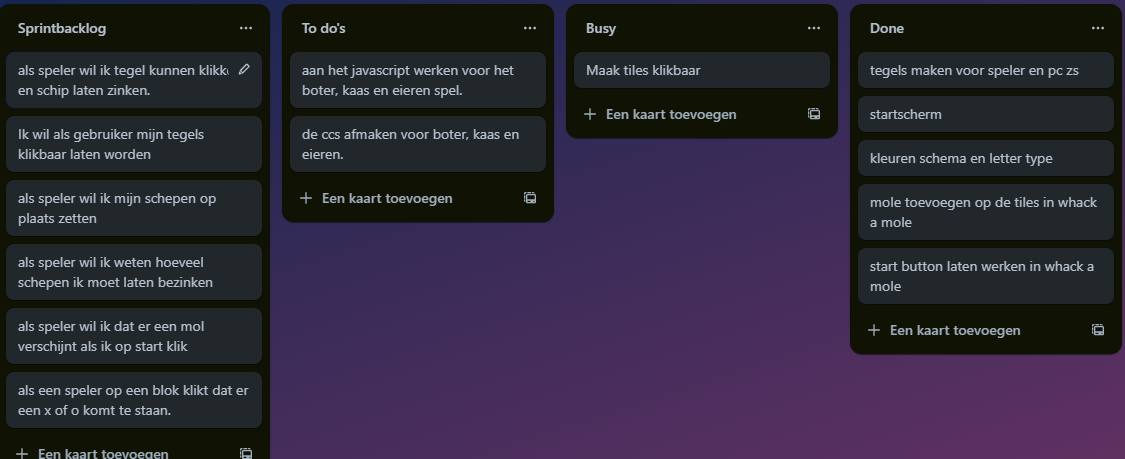 Sprintbacklog
als speler wil ik tegel kunnen
en schip laten zinken.
Ik wil als gebruiker mijn tegels
klikbaar laten worden
als speler wil ik mijn schepen op
plaats zetten
als speler wil ik weten hoeveel
schepen ik moet laten bezinken
als speler wil ik dat er een mol
verschijnt als ik op start klik
als een speler op een blok klikt dat er
een x of o komt te staan.
Een kaart toevoegen
To do's
aan het javascript werken voor het
boter, kaas en eieren spel.
de ccs afmaken voor boter, kaas en
eieren.
Een kaart toevoegen
Busy
Maak tiles klikbaar
Een kaart toevoegen
Done
tegels maken voor speler en pc zs
startscherm
kleuren schema en letter type
mole toevoegen op de tiles in whack
a mole
start button laten werken in whack a
mole
Een kaart toevoegen